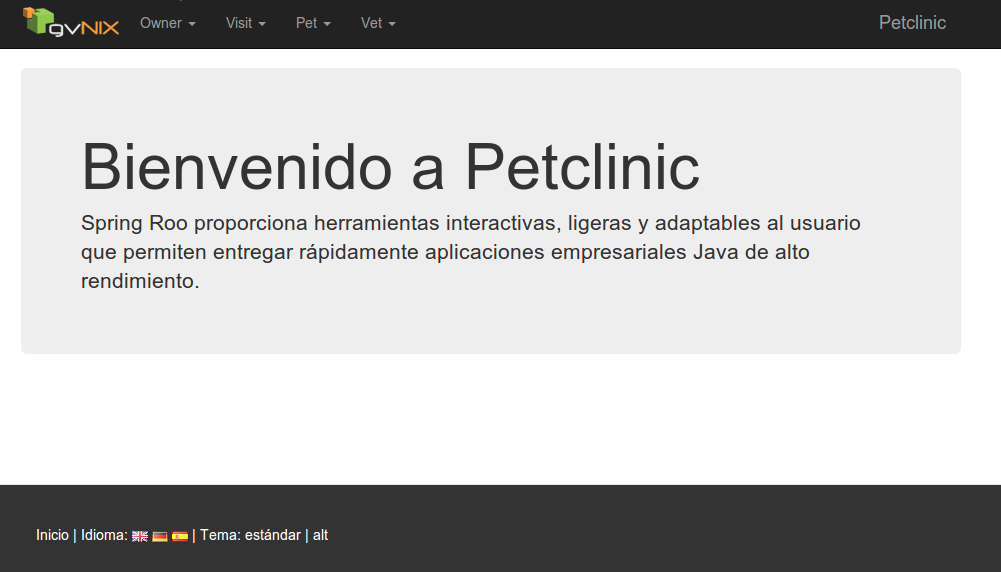 gvNIX Owner Visit Pet Vet Petclinic
Bienvenido a Petclinic
Spring Roo proporciona herramientas interactivas, ligeras y adaptables al usuario
que permiten entregar rápidamente aplicaciones empresariales Java de alto
rendimiento.
Inicio | Idioma: | Tema: estándar | alt